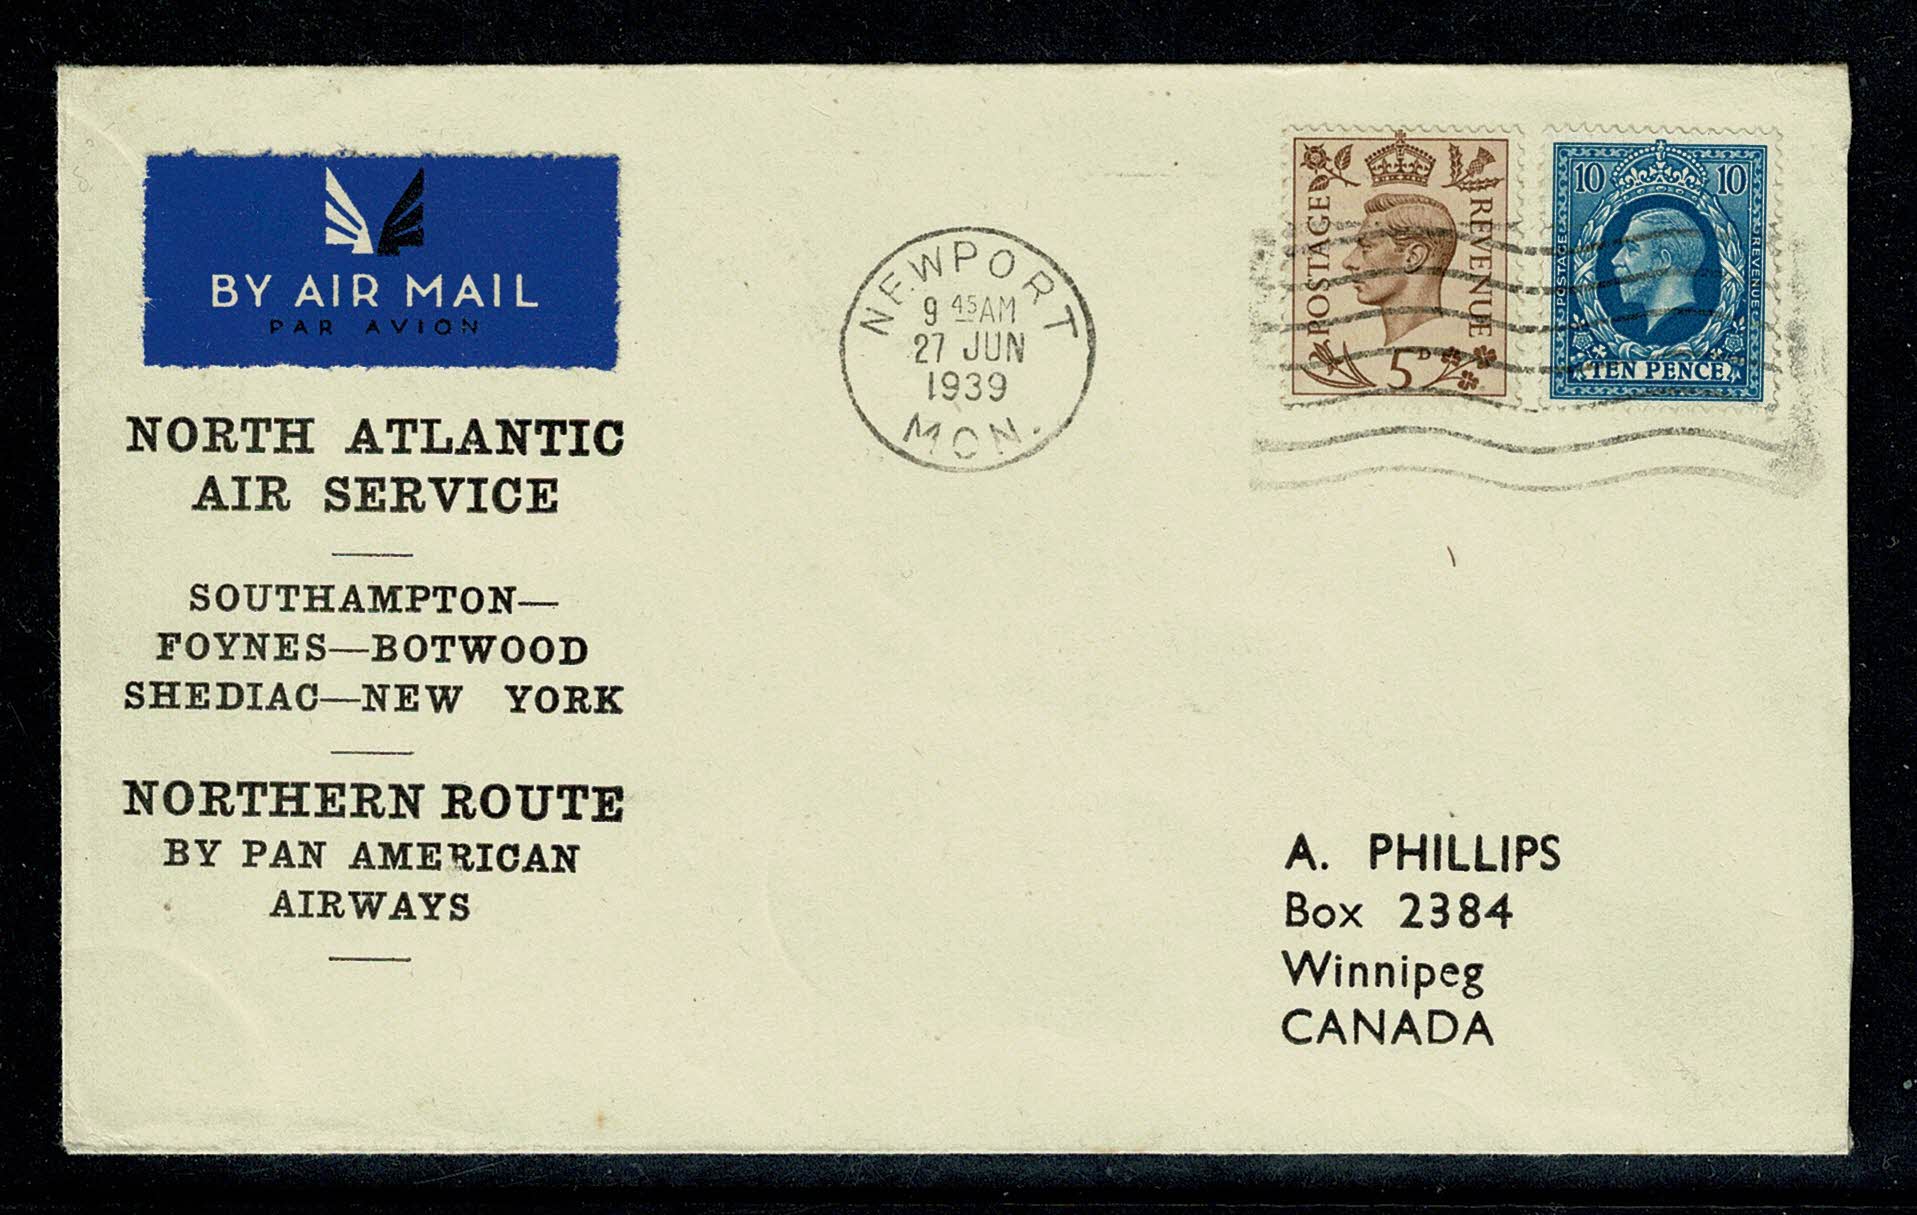 BY AIR MAIL
PAR AVION
NORTH ATLANTIC
AIR SERVICE
SOUTHAMPTON—
FOYNES—BOTWOOD
SHEDIAC—NEW YORK
NORTHERN ROUTE
BY PAN AMERICAN
AIRWAYS
NEWPORT
9 45AM
27 JUN
1939
MON.
POSTAGE REVENUE
5D
10 10
POSTAGE REVENUE
TEN PENCE
A. PHILLIPS
Box 2384
Winnipeg
CANADA